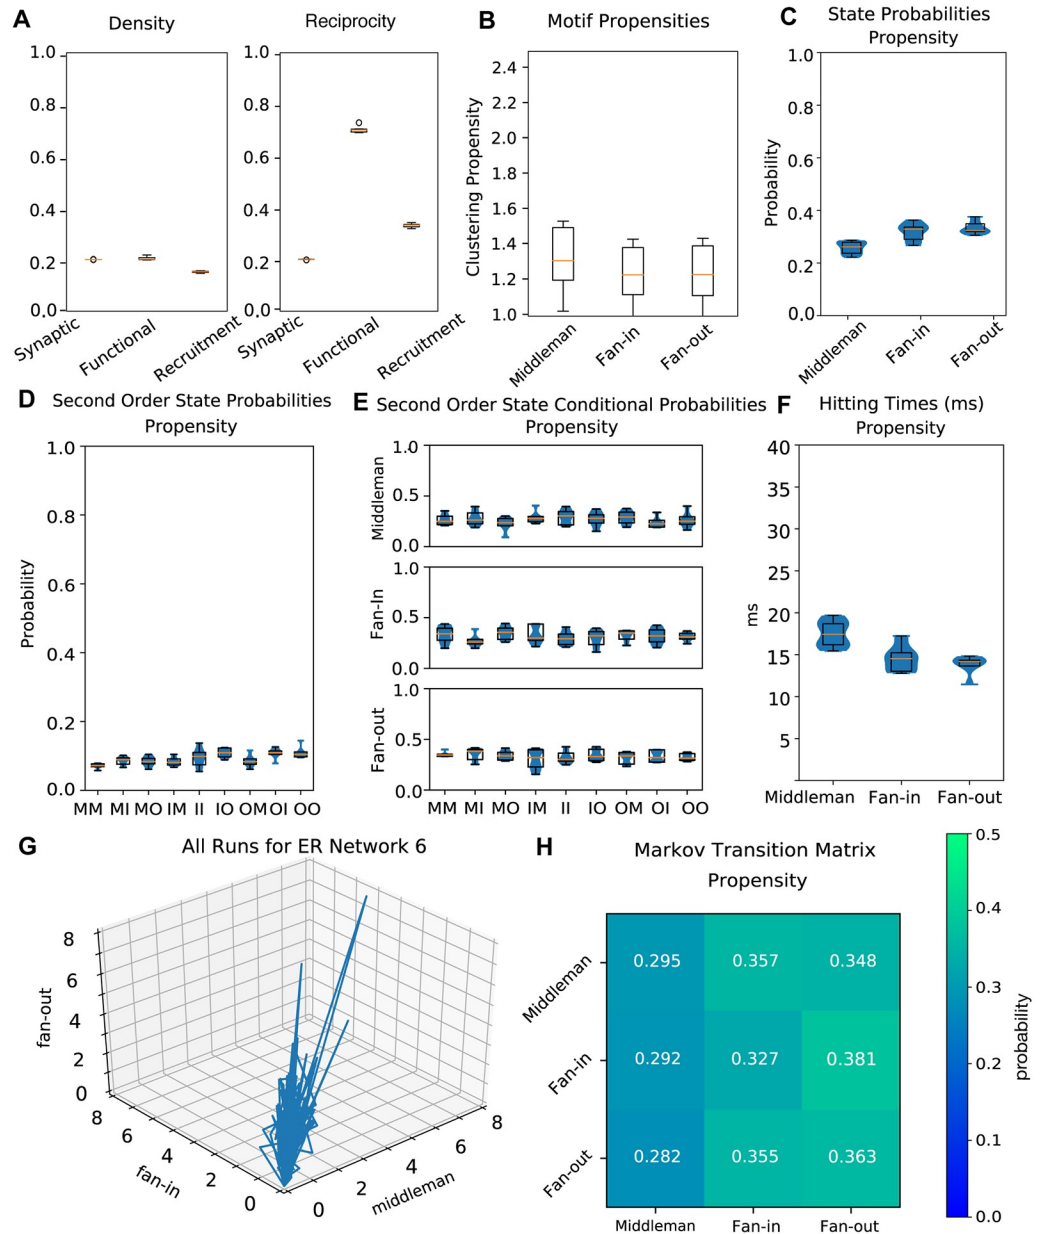 A
Density
1.0
0.8
0.6
0.4
0.2
0.0
Synaptic
Functional
Recruitment
Reciprocity
1.0
0.8
0.6
0.4
0.2
0.0
Synaptic
Functional
Recruitment
B
Motif Propensities
Clustering Propensity
2.4
2.2
2.0
1.8
1.6
1.4
1.2
1.0
Middleman
Fan-in
Fan-out
C
State Probabilities
Propensity
Probability
1.0
0.8
0.6
0.4
0.2
0.0
Middleman
Fan-in
Fan-out
D
Second Order State Probabilities
Propensity
Probability
1.0
0.8
0.6
0.4
0.2
0.0
MM MI MO IM II IO OM OI OO
E
Second Order State Conditional Probabilities
Propensity
Middleman
1.0
0.5
0.0
Fan-In
1.0
0.5
0.0
Fan-out
1.0
0.5
0.0
MM MI MO IM II IO OM OI OO
F
Hitting Times (ms)
Propensity
ms
40
35
30
25
20
15
10
5
Middleman Fan-in Fan-out
G
All Runs for ER Network 6
fan-out
8
6
4
2
0
8
6
4
2
0
fan-in
0
2
4
6
8
middleman
H
Markov Transition Matrix
Propensity
Middleman
0.295 0.357 0.348
Fan-in
0.292 0.327 0.381
Fan-out
0.282 0.355 0.363
Middleman Fan-in Fan-out
0.5
0.4
0.3
0.2
0.1
0.0
probability